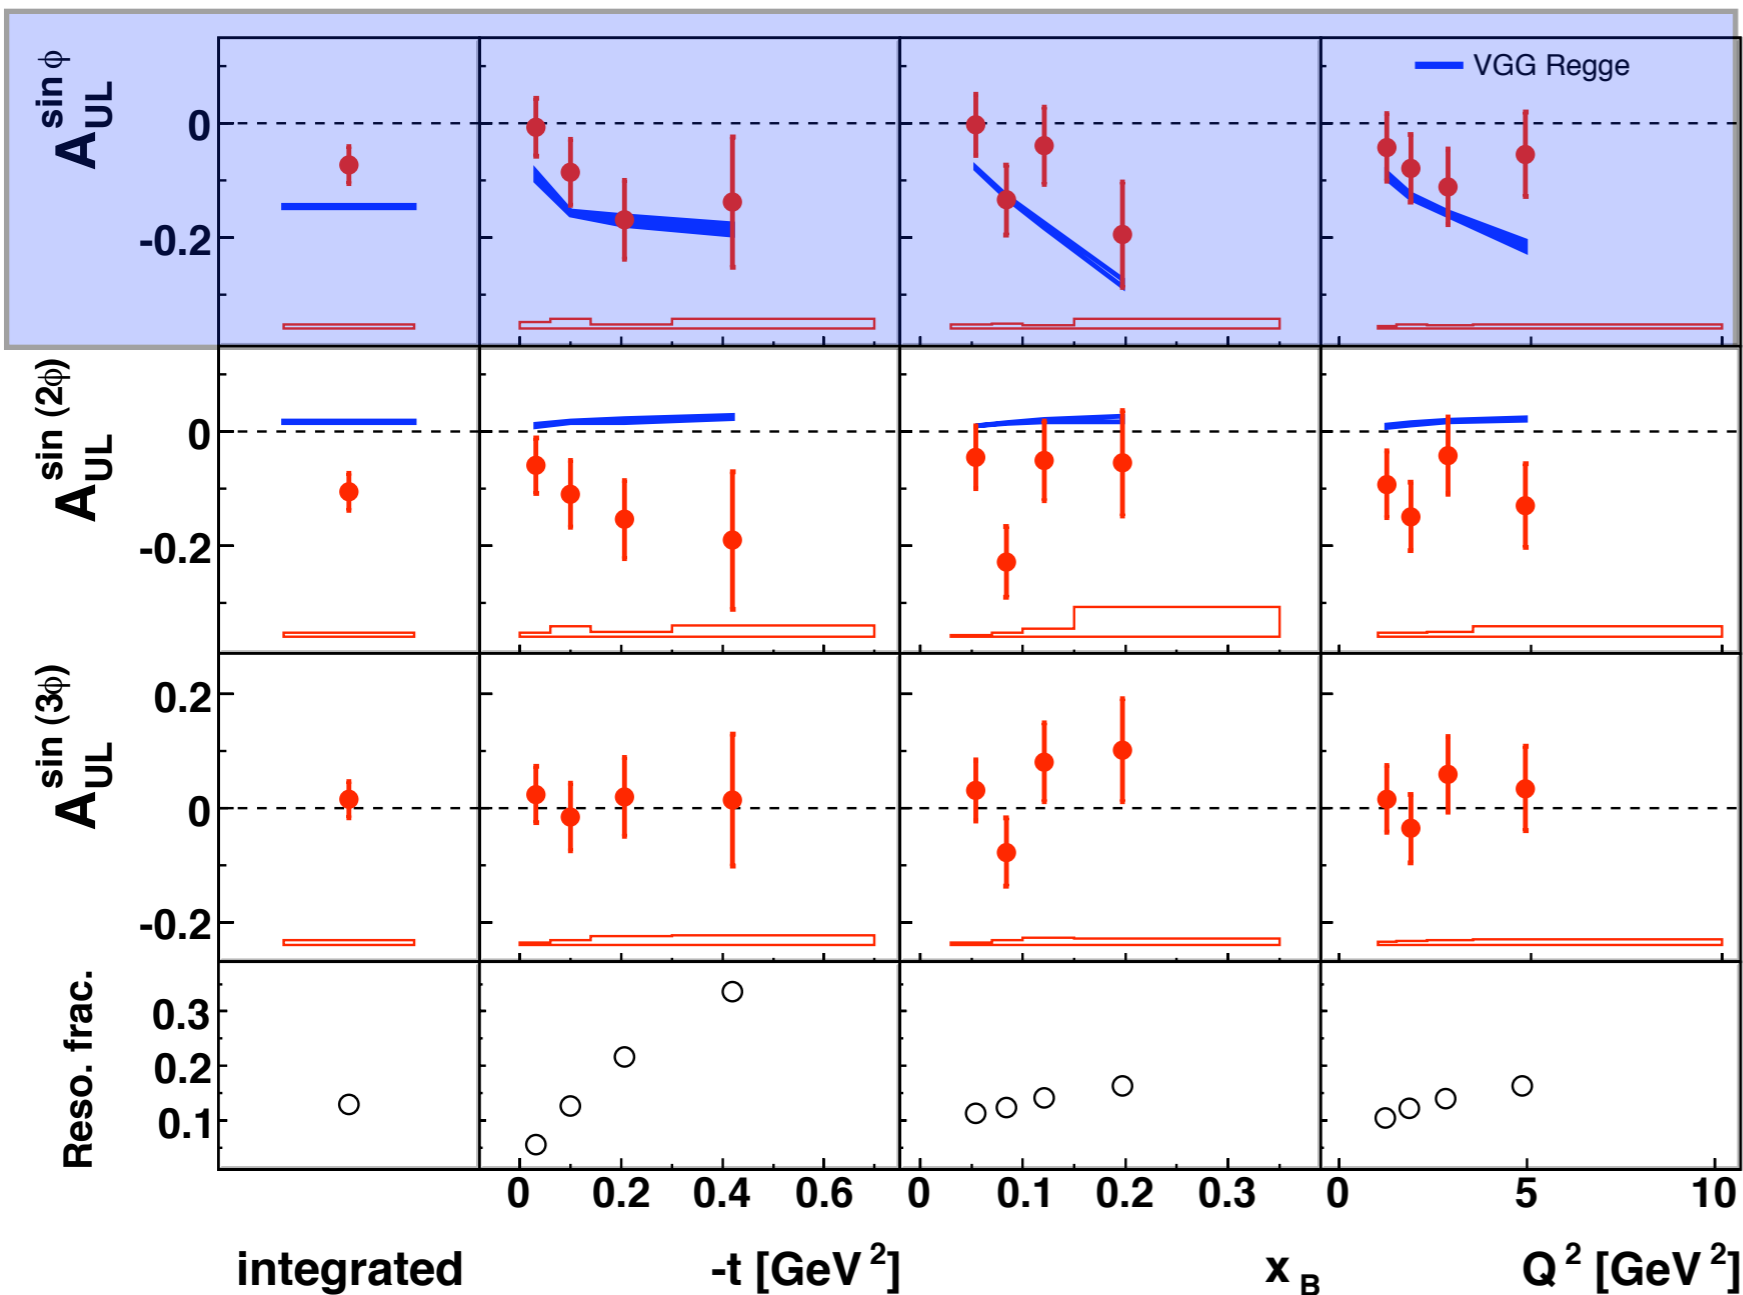 A_UL^sin ϕ
VGG Regge
0
-0.2
A_UL^sin (2ϕ)
0
-0.2
A_UL^sin (3ϕ)
0.2
0
-0.2
Reso. frac.
0.3
0.2
0.1
0 0.2 0.4 0.6 0 0.1 0.2 0.3 0 5 10
integrated -t [GeV²] x_B Q² [GeV²]